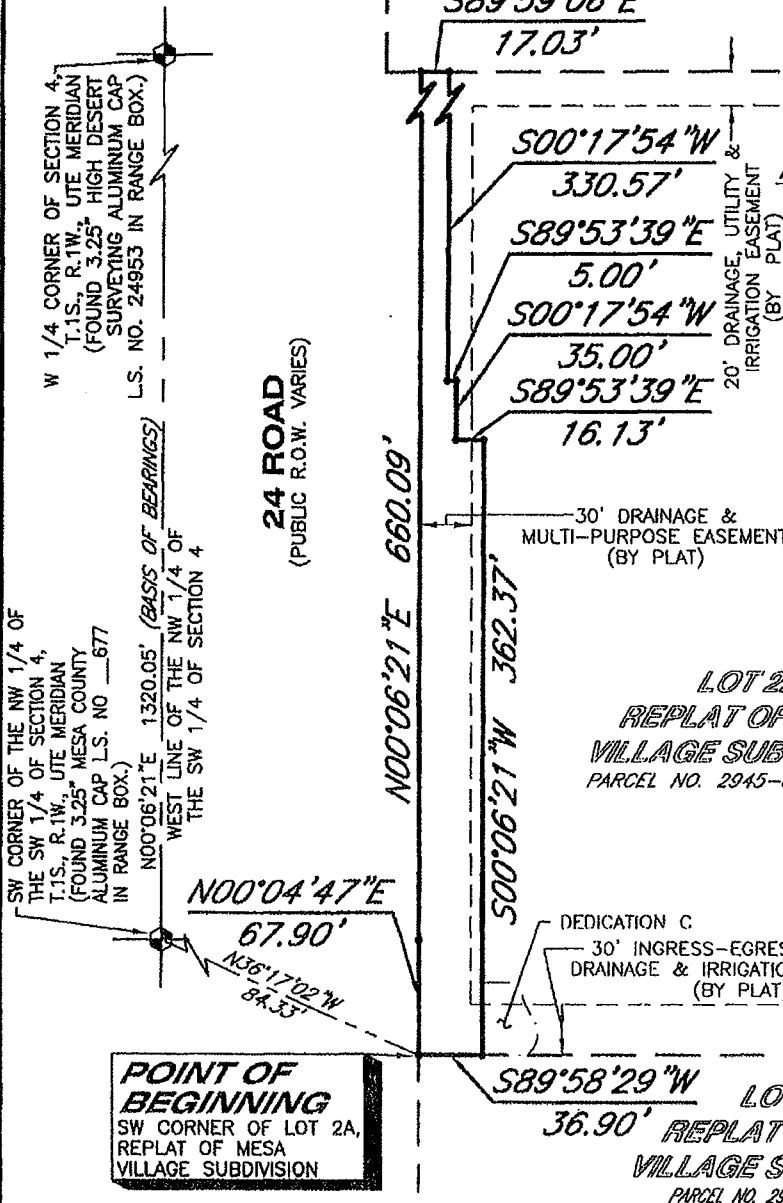 S89°59'06"E
17.03'
W 1/4 CORNER OF SECTION 4,
T.1S., R.1W., UTE MERIDIAN
(FOUND 3.25" HIGH DESERT
SURVEYING ALUMINUM CAP
L.S. NO. 24953 IN RANGE BOX.)
S00°17'54"W
330.57'
S89°53'39"E
5.00'
S00°17'54"W
35.00'
S89°53'39"E
16.13'
20' DRAINAGE, UTILITY &
IRRIGATION EASEMENT
(BY PLAT)
24 ROAD
(PUBLIC R.O.W. VARIES)
N00°06'21"E 660.09'
30' DRAINAGE &
MULTI-PURPOSE EASEMENT
(BY PLAT)
S00°06'21"W 362.37'
N00°06'21"E 1320.05' (BASIS OF BEARINGS)
WEST LINE OF THE NW 1/4 OF
THE SW 1/4 OF SECTION 4
SW CORNER OF THE NW 1/4 OF
THE SW 1/4 OF SECTION 4,
T.1S., R.1W., UTE MERIDIAN
(FOUND 3.25" MESA COUNTY
ALUMINUM CAP L.S. NO __677
IN RANGE BOX.)
LOT 2
REPLAT OF
VILLAGE SUB
PARCEL NO. 2945-
N00°04'47"E
67.90'
N36°17'02"W
84.33'
DEDICATION C
30' INGRESS-EGRES
DRAINAGE & IRRIGATIO
(BY PLAT
POINT OF
BEGINNING
SW CORNER OF LOT 2A,
REPLAT OF MESA
VILLAGE SUBDIVISION
S89°58'29"W
36.90'
LO
REPLAT
VILLAGE S
PARCEL NO. 29